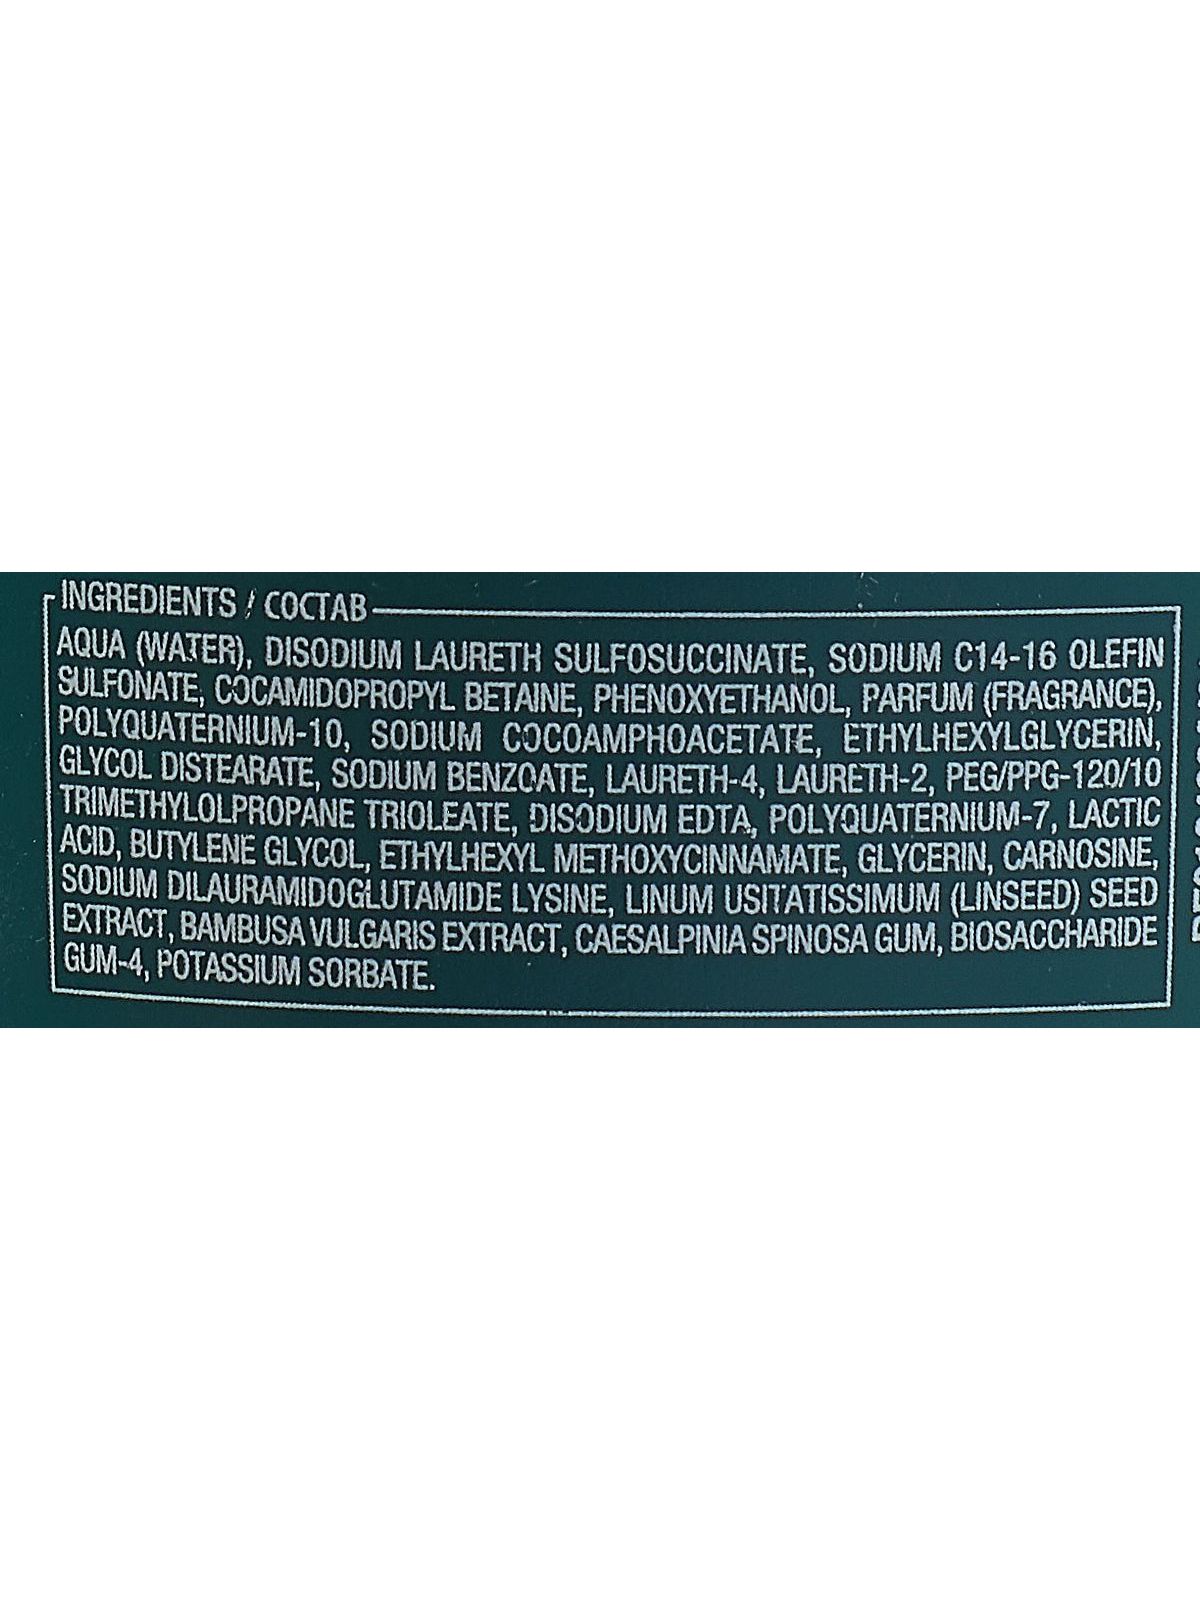 INGREDIENTS / СОСТАВ
AQUA (WATER), DISODIUM LAURETH SULFOSUCCINATE, SODIUM C14-16 OLEFIN
SULFONATE, COCAMIDOPROPYL BETAINE, PHENOXYETHANOL, PARFUM (FRAGRANCE),
POLYQUATERNIUM-10, SODIUM COCOAMPHOACETATE, ETHYLHEXYLGLYCERIN,
GLYCOL DISTEARATE, SODIUM BENZOATE, LAURETH-4, LAURETH-2, PEG/PPG-120/10
TRIMETHYLOLPROPANE TRIOLEATE, DISODIUM EDTA, POLYQUATERNIUM-7, LACTIC
ACID, BUTYLENE GLYCOL, ETHYLHEXYL METHOXYCINNAMATE, GLYCERIN, CARNOSINE,
SODIUM DILAURAMIDOGLUTAMIDE LYSINE, LINUM USITATISSIMUM (LINSEED) SEED
EXTRACT, BAMBUSA VULGARIS EXTRACT, CAESALPINIA SPINOSA GUM, BIOSACCHARIDE
GUM-4, POTASSIUM SORBATE.